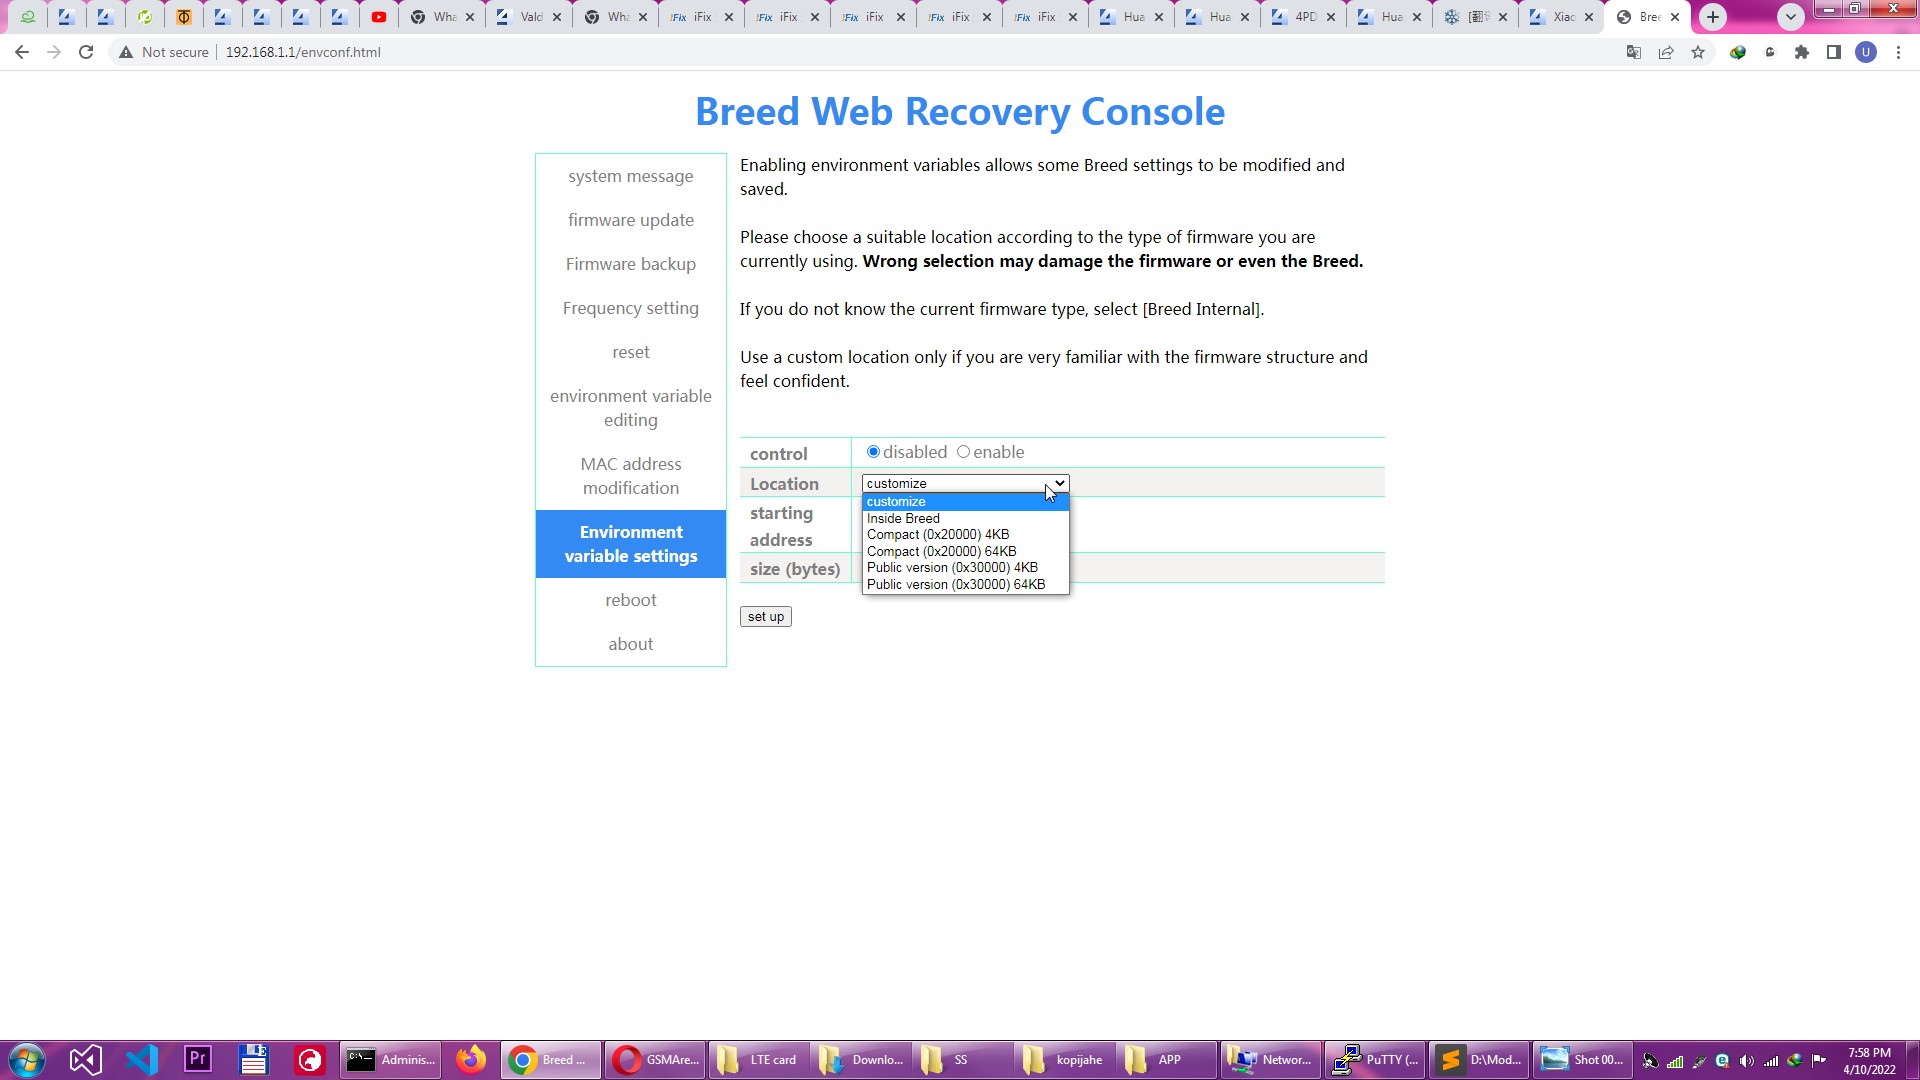 Wha
Vald
Wha
iFix iFix
iFix iFix
iFix iFix
iFix iFix
iFix iFix
Hua
Hua
4PD
Hua
Xiao
Bree
Not secure
192.168.1.1/envconf.html
U
Breed Web Recovery Console
system message
firmware update
Firmware backup
Frequency setting
reset
environment variable
editing
MAC address
modification
Environment
variable settings
reboot
about
Enabling environment variables allows some Breed settings to be modified and
saved.
Please choose a suitable location according to the type of firmware you are
currently using. Wrong selection may damage the firmware or even the Breed.
If you do not know the current firmware type, select [Breed Internal].
Use a custom location only if you are very familiar with the firmware structure and
feel confident.
control
disabled enable
Location
customize
customize
Inside Breed
Compact (0x20000) 4KB
Compact (0x20000) 64KB
Public version (0x30000) 4KB
Public version (0x30000) 64KB
starting
address
size (bytes)
set up
Pr
Adminis...
Breed ...
GSMAre...
LTE card
Downlo...
SS
kopijahe
APP
Networ...
PuTTY (...
D:\Mod...
Shot 00...
7:58 PM
4/10/2022